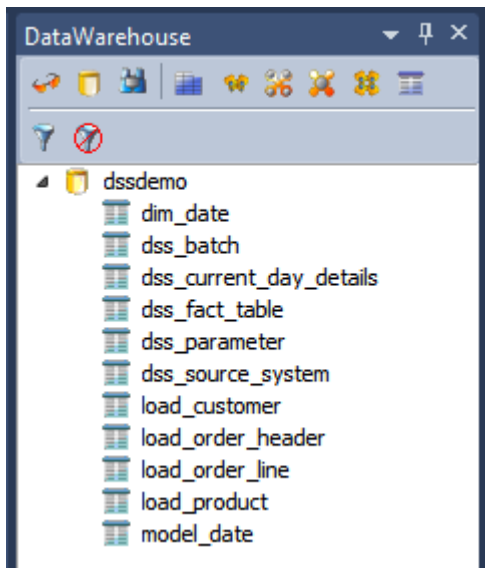 DataWarehouse
dssdemo
dim_date
dss_batch
dss_current_day_details
dss_fact_table
dss_parameter
dss_source_system
load_customer
load_order_header
load_order_line
load_product
model_date